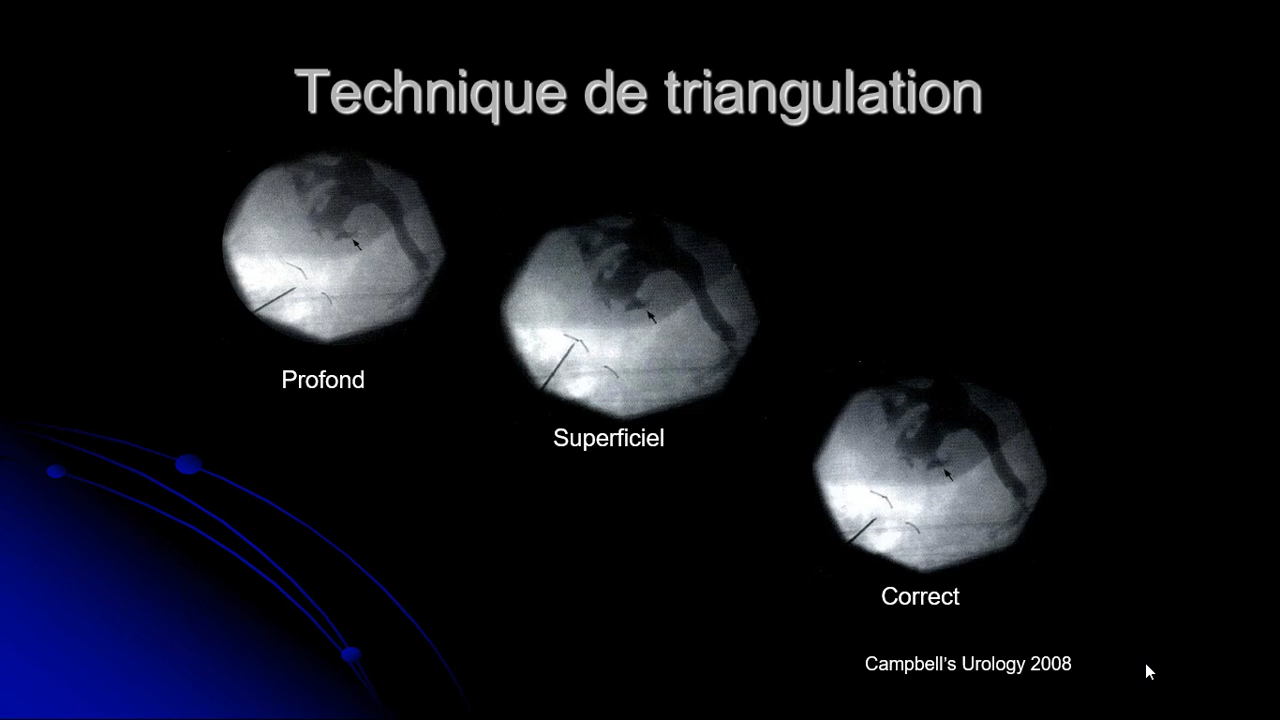 Technique de triangulation
Profond
Superficiel
Correct
Campbell's Urology 2008